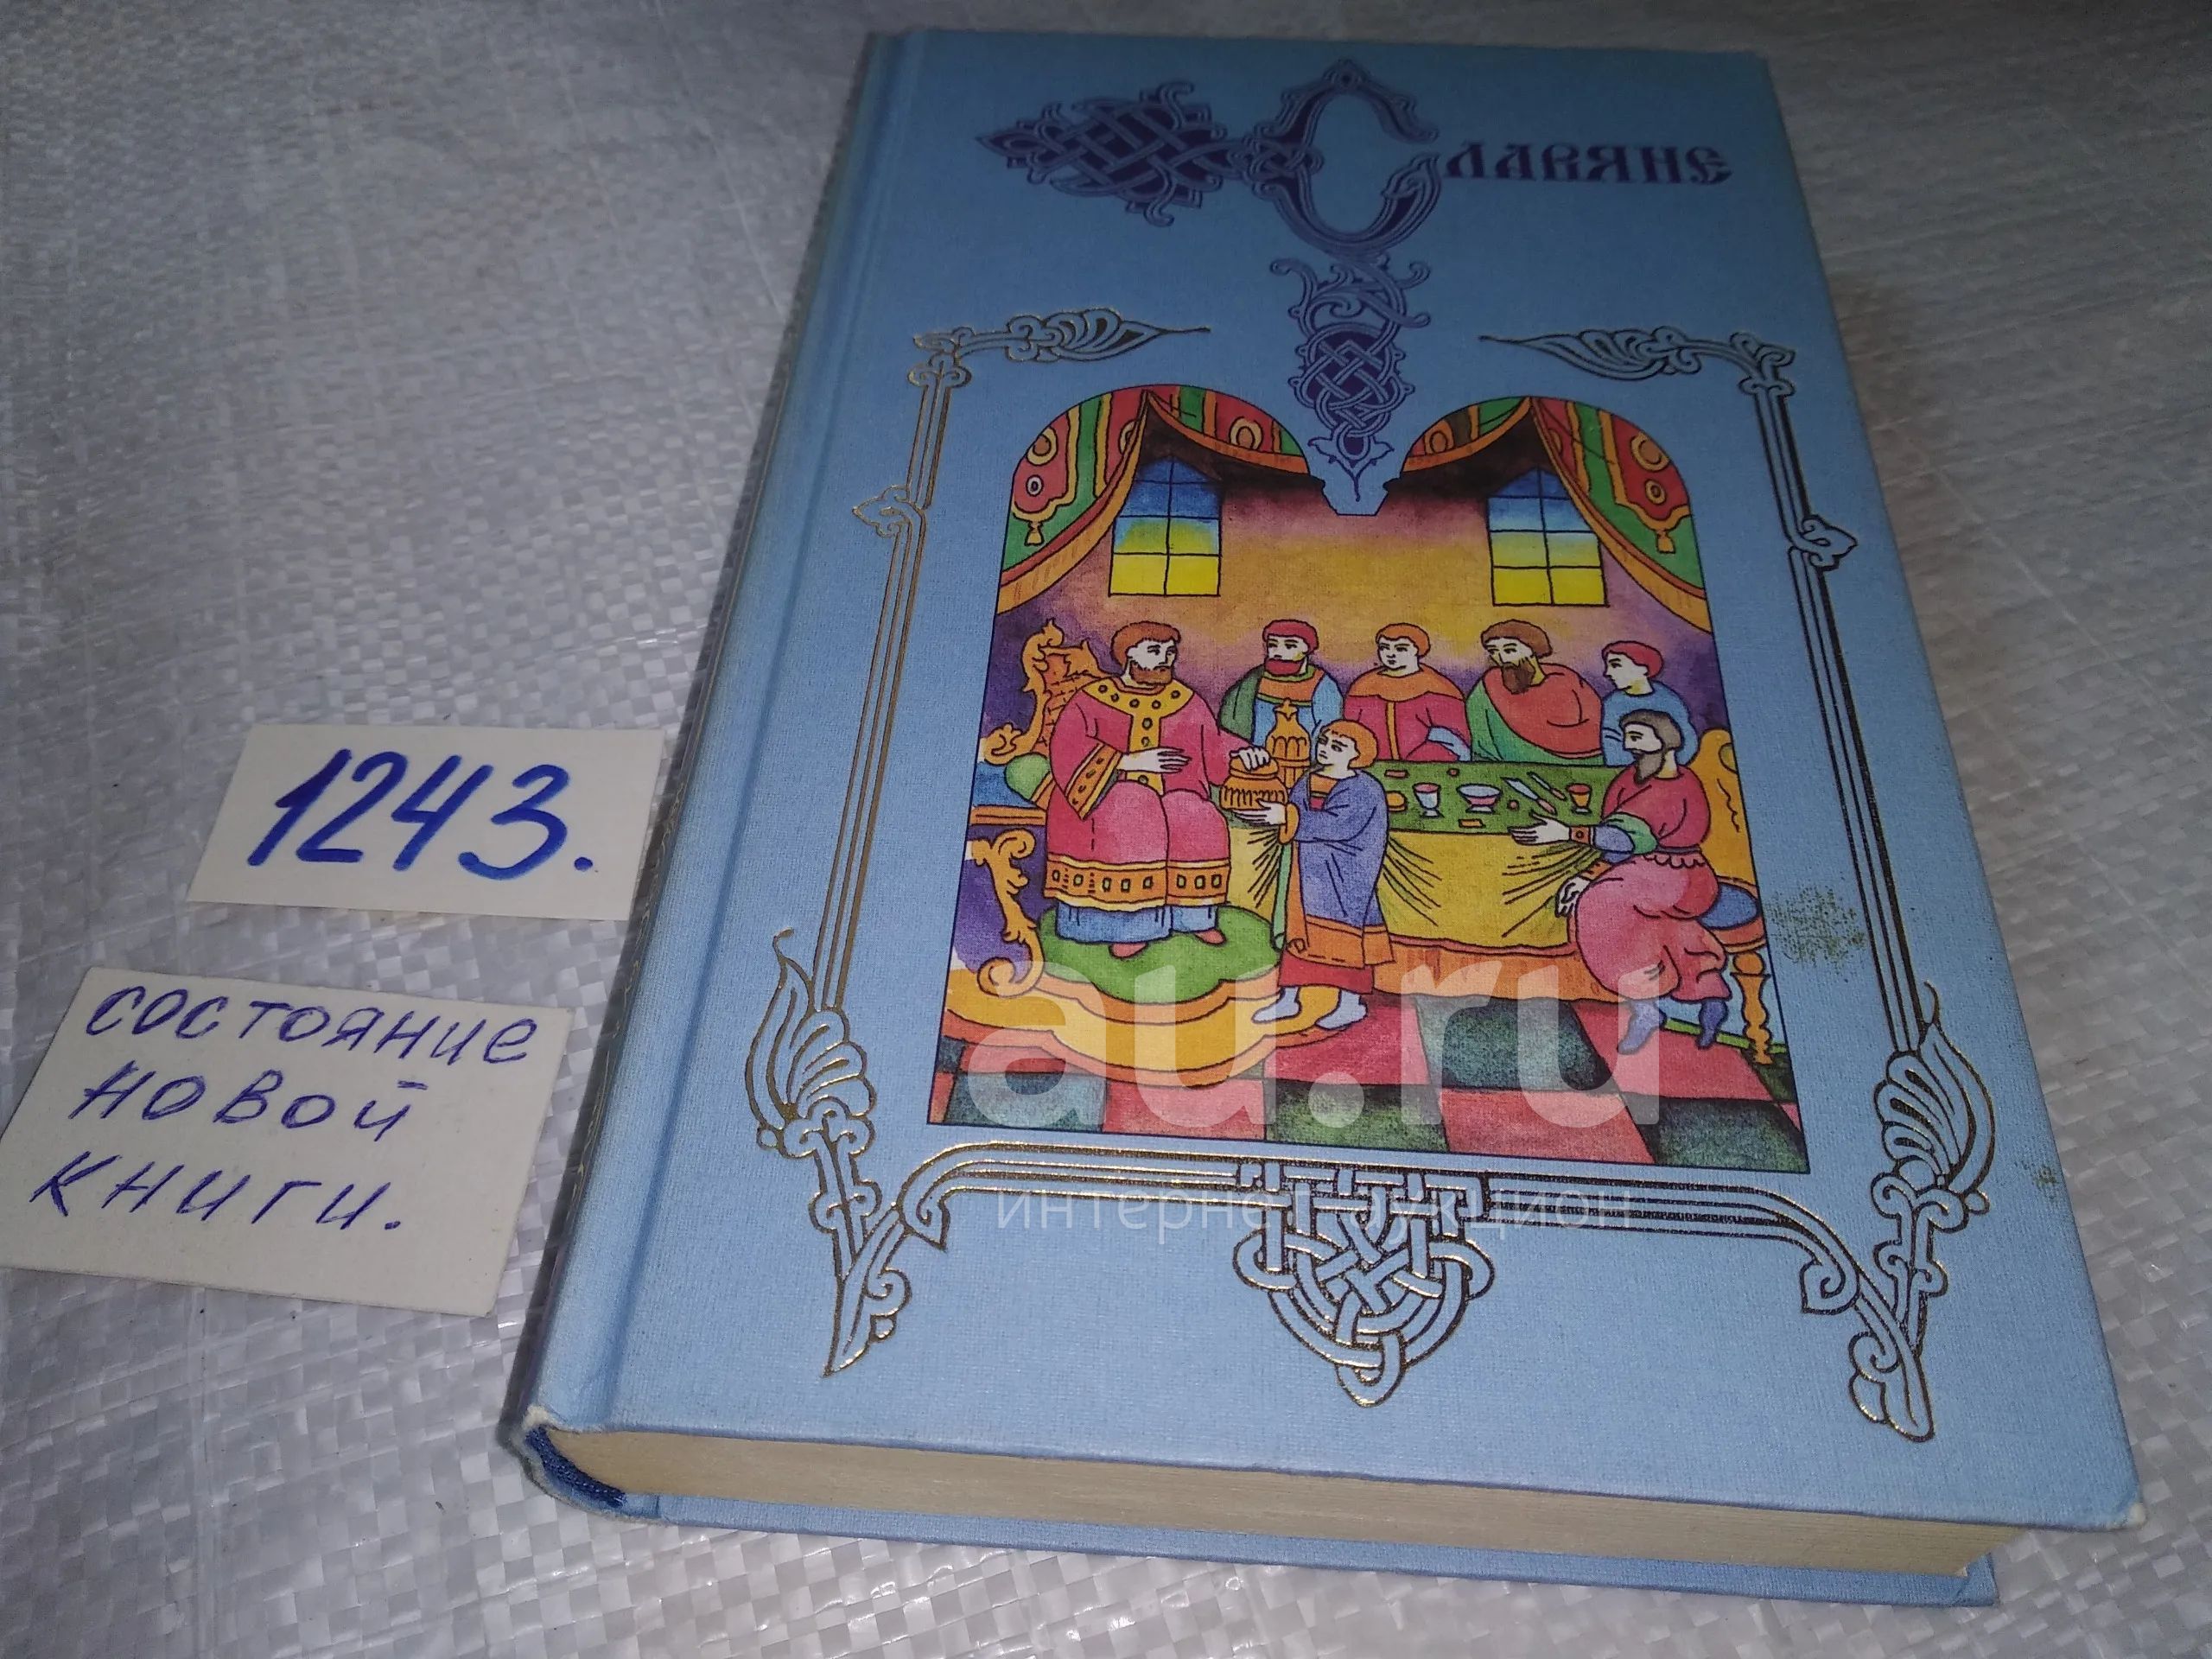 Славяне
1243.
состояние
новой
книги.
au.ru
интернет аукцион